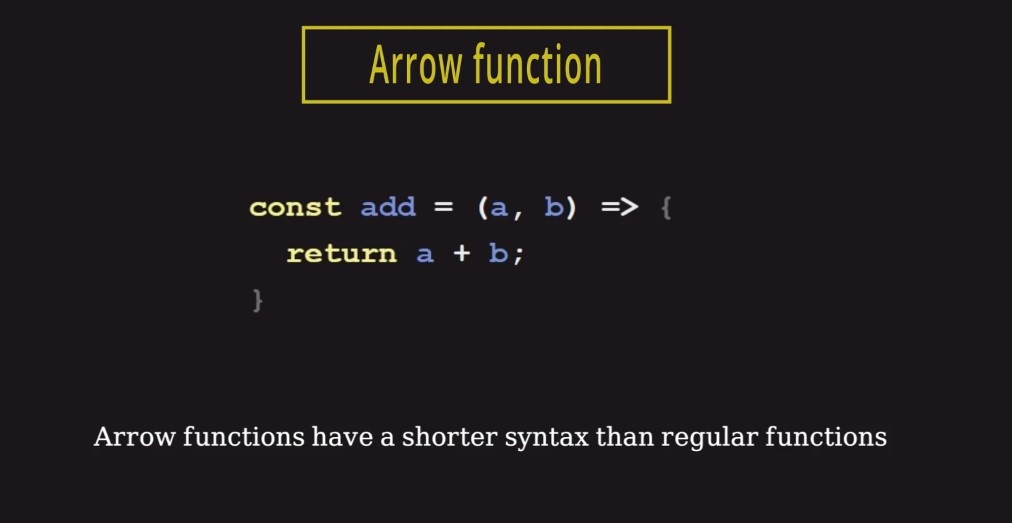 Arrow function
const add = (a, b) => {
  return a + b;
}
Arrow functions have a shorter syntax than regular functions